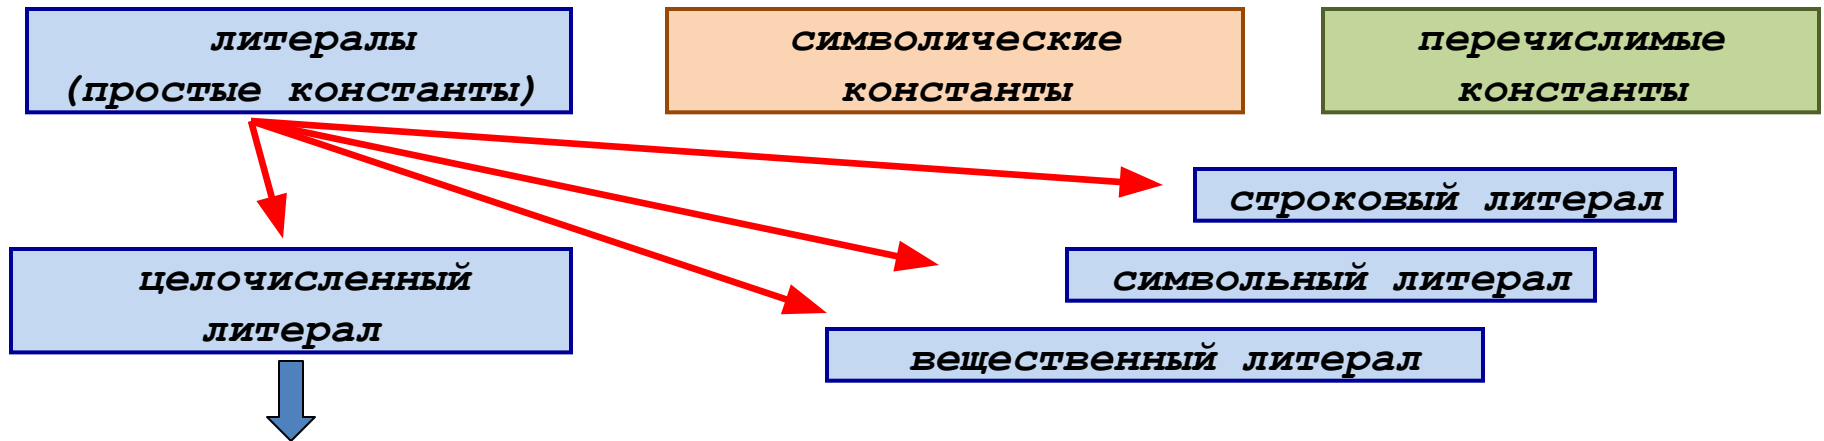 литералы
(простые константы)
символические
константы
перечислимые
константы
строковый литерал
символьный литерал
целочисленный
литерал
вещественный литерал